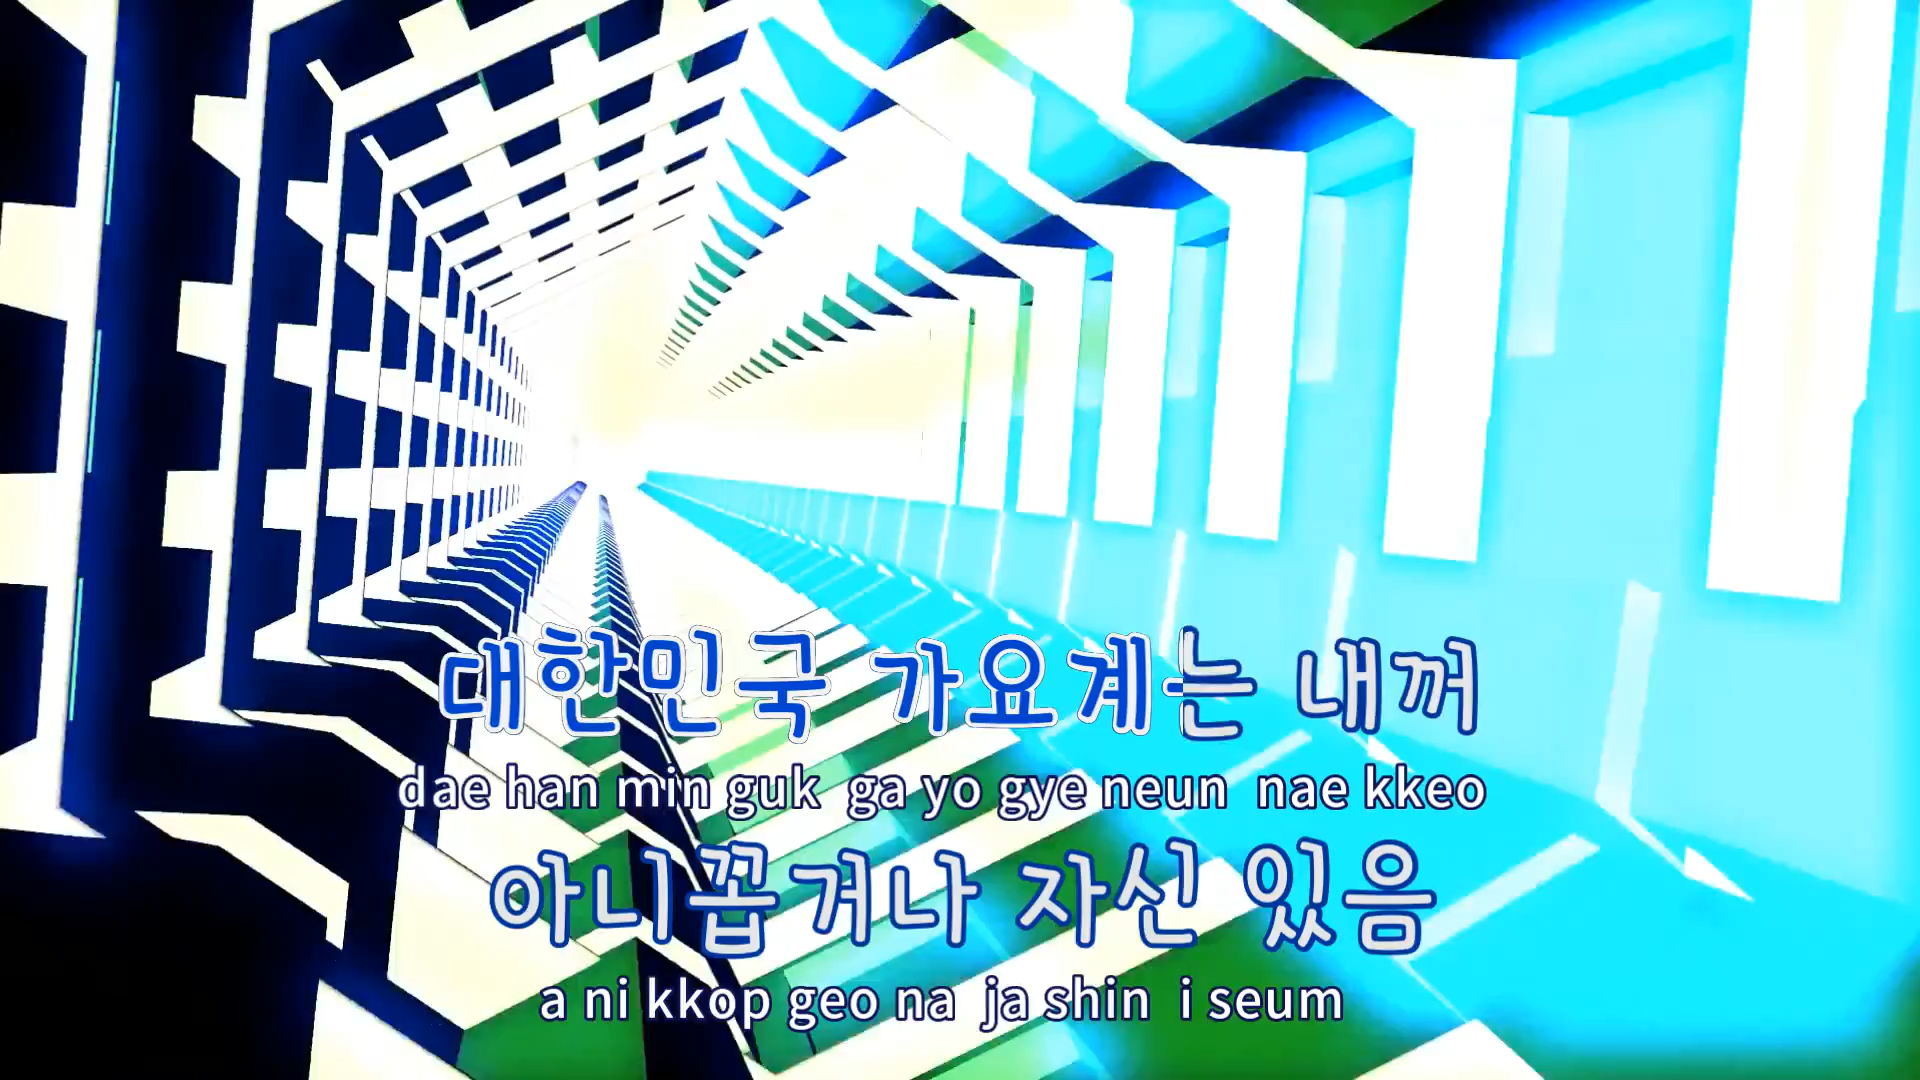 대한민국 가요계는 내꺼
dae han min guk ga yo gye neun nae kkeo
아니꼽거나 자신 있음
a ni kkop geo na ja shin i seum